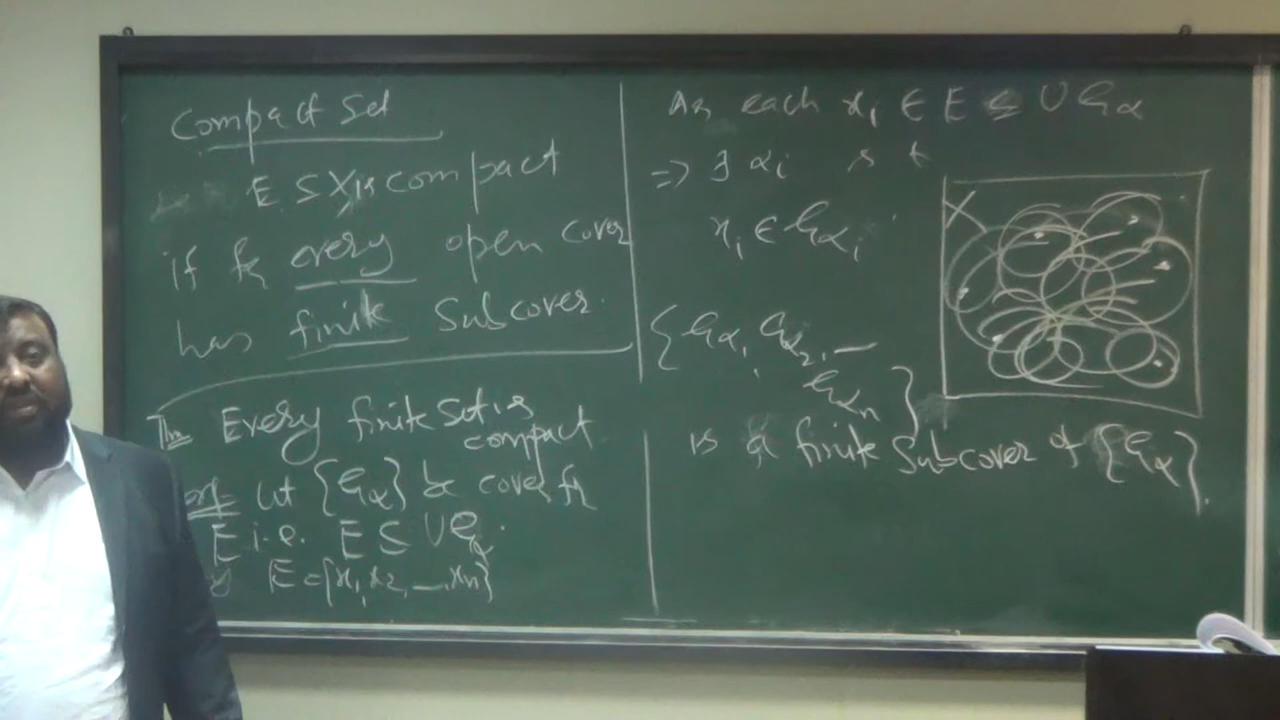 Compact Set
E ⊆ X is compact
if for every open cover
has finite Subcover.
Thm Every finite set is
compact
Let {Gα} be cover for
E i.e. E ⊆ ∪Gα.
E = {x1, x2, — xn}
As each xi ∈ E ⊆ ∪Gα
=> ∃ αi s t
xi ∈ Gαi
{Gα1, Gα2, —
Gαn}
is a finite Subcover of {Gα}.
X